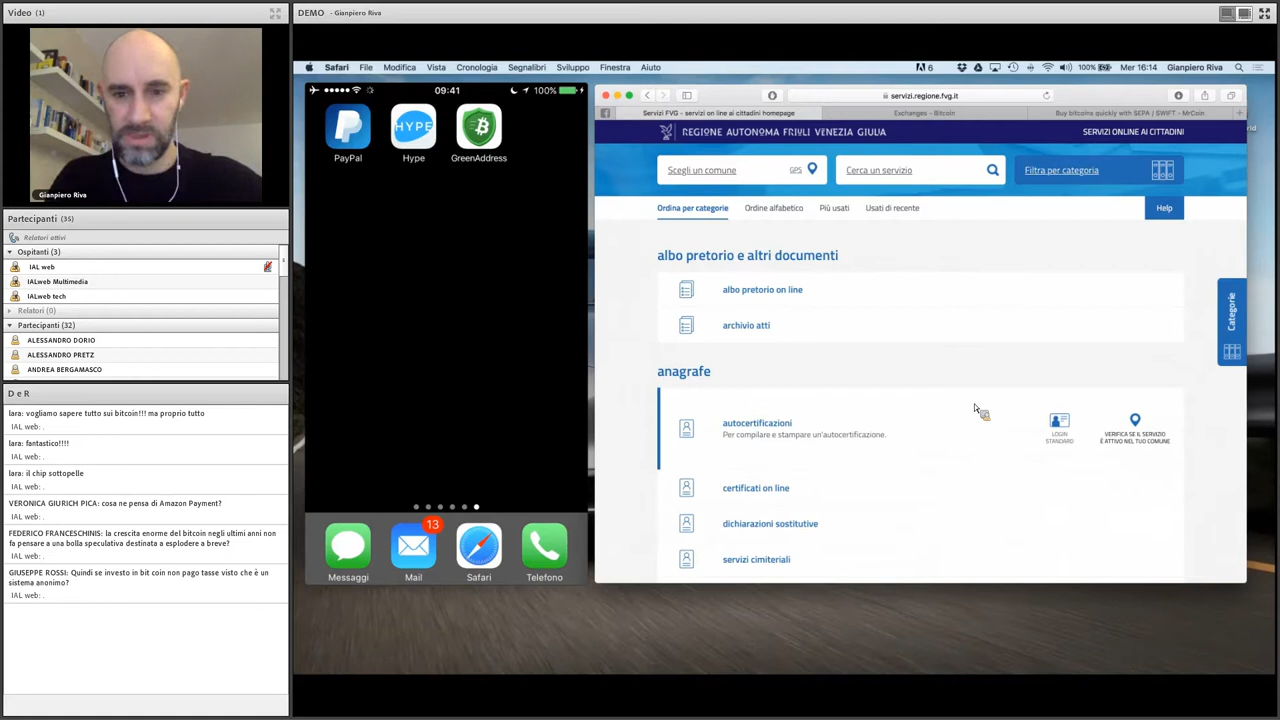 Video (1)
Gianpiero Riva
Partecipanti (35)
Relatori attivi
Ospitanti (3)
IAL web
IALweb Multimedia
IALweb tech
Relatori (0)
Partecipanti (32)
ALESSANDRO DORIO
ALESSANDRO PRETZ
ANDREA BERGAMASCO
D e R
lara: vogliamo sapere tutto sui bitcoin!!! ma proprio tutto
IAL web: .
lara: fantastico!!!!
IAL web: .
lara: il chip sottopelle
IAL web: .
VERONICA GIURICH PICA: cosa ne pensa di Amazon Payment?
IAL web: .
FEDERICO FRANCESCHINIS: la crescita enorme del bitcoin negli ultimi anni non
fa pensare a una bolla speculativa destinata a esplodere a breve?
IAL web: .
GIUSEPPE ROSSI: Quindi se investo in bit coin non pago tasse visto che è un
sistema anonimo?
IAL web: .
DEMO - Gianpiero Riva
Safari File Modifica Vista Cronologia Segnalibri Sviluppo Finestra Aiuto 6 100% Mer 16:14 Gianpiero Riva
09:41 100%
PayPal HYPE Hype GreenAddress
13
Messaggi Mail Safari Telefono
servizi.regione.fvg.it
Servizi FVG - servizi on line ai cittadini homepage Exchanges - Bitcoin Buy bitcoins quickly with SEPA / SWIFT - MrCoin
REGIONE AUTONOMA FRIULI VENEZIA GIULIA SERVIZI ONLINE AI CITTADINI
Scegli un comune GPS Cerca un servizio Filtra per categoria
Ordina per categorie Ordine alfabetico Più usati Usati di recente Help
albo pretorio e altri documenti
albo pretorio on line
archivio atti
Categorie
anagrafe
autocertificazioni
Per compilare e stampare un'autocertificazione.
LOGIN
STANDARD
VERIFICA SE IL SERVIZIO
È ATTIVO NEL TUO COMUNE
certificati on line
dichiarazioni sostitutive
servizi cimiteriali